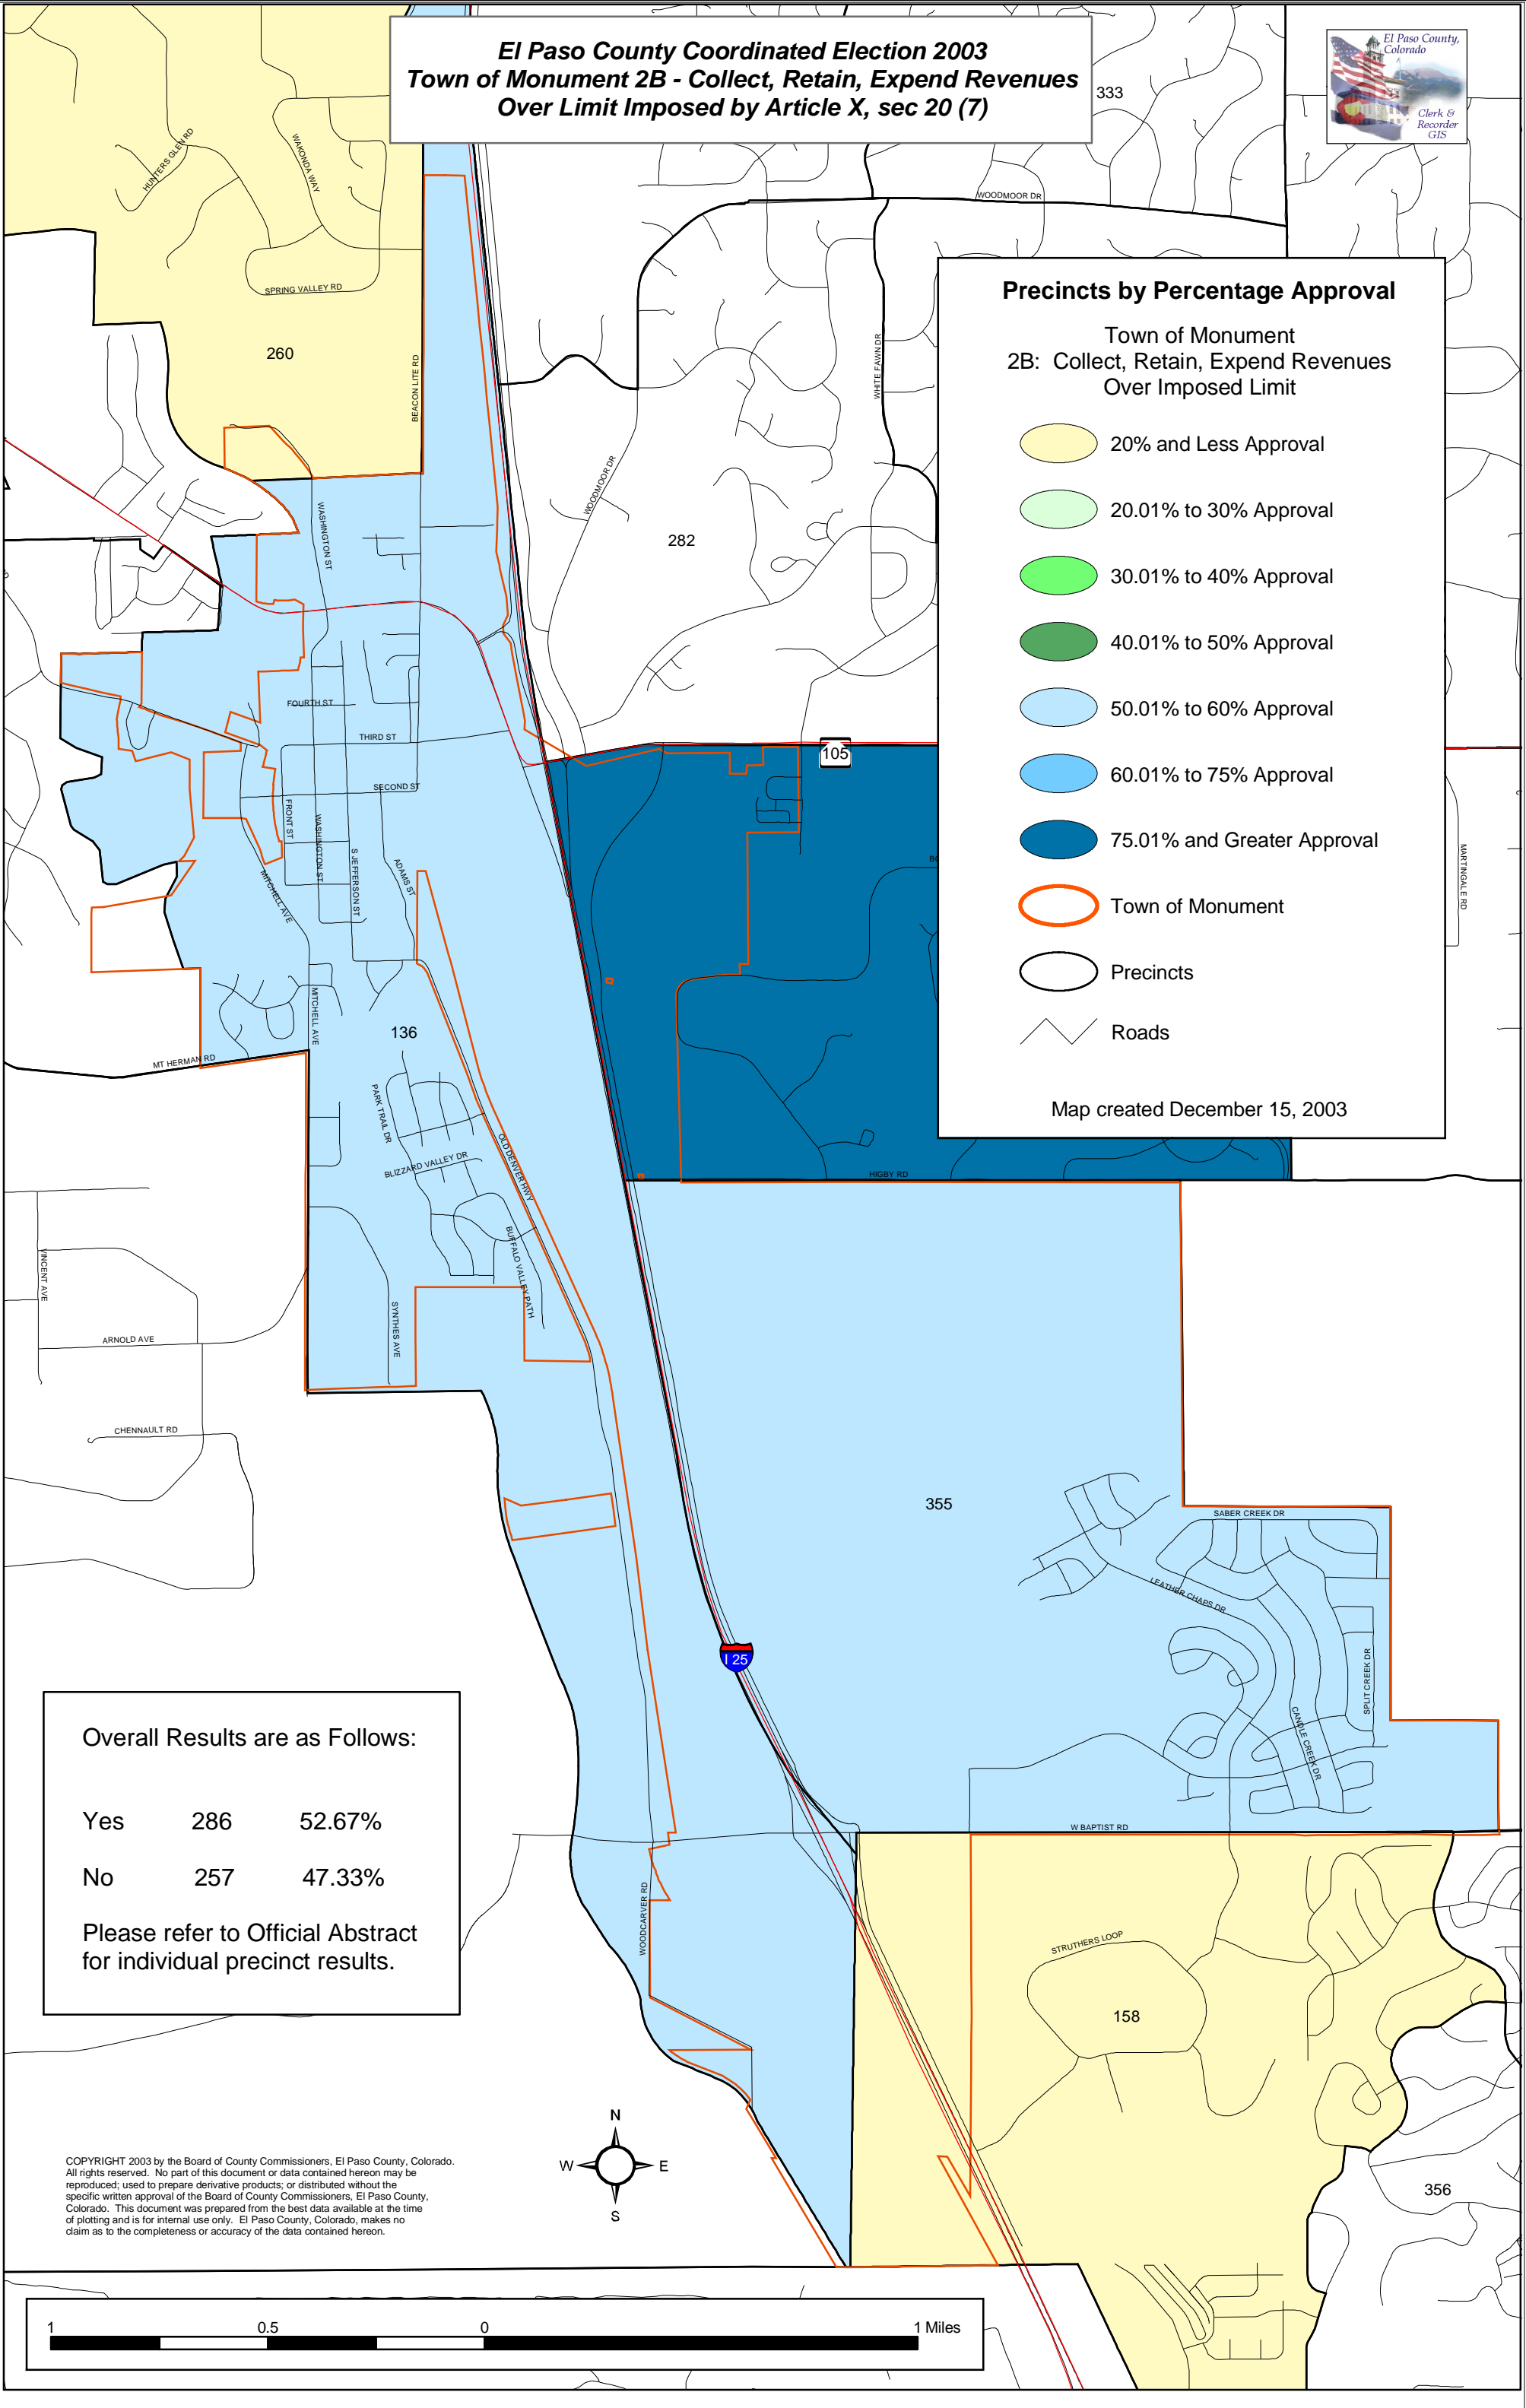 El Paso County Coordinated Election 2003
Town of Monument 2B - Collect, Retain, Expend Revenues
Over Limit Imposed by Article X, sec 20 (7)
El Paso County,
Colorado
Clerk &
Recorder
GIS
333
WOODMOOR DR
HUNTERS GLEN RD
WAKONDA WAY
SPRING VALLEY RD
260
BEACON LITE RD
WHITE FAWN DR
WOODMOOR DR
282
Precincts by Percentage Approval
Town of Monument
2B: Collect, Retain, Expend Revenues
Over Imposed Limit
20% and Less Approval
20.01% to 30% Approval
30.01% to 40% Approval
40.01% to 50% Approval
50.01% to 60% Approval
60.01% to 75% Approval
75.01% and Greater Approval
Town of Monument
Precincts
Roads
Map created December 15, 2003
WASHINGTON ST
FOURTH ST
THIRD ST
105
SECOND ST
FRONT ST
WASHINGTON ST
S JEFFERSON ST
ADAMS ST
MITCHELL AVE
MARTINGALE RD
MITCHELL AVE
136
MT HERMAN RD
PARK TRAIL DR
BLIZZARD VALLEY DR
OLD DENVER HWY
BUFFALO VALLEY PATH
HIGBY RD
VINCENT AVE
SYNTHES AVE
ARNOLD AVE
CHENNAULT RD
355
SABER CREEK DR
LEATHER CHAPS DR
SPLIT CREEK DR
CANDLE CREEK DR
I 25
W BAPTIST RD
Overall Results are as Follows:
Yes 286 52.67%
No 257 47.33%
Please refer to Official Abstract
for individual precinct results.
WOODCARVER RD
STRUTHERS LOOP
158
356
N
W E
S
COPYRIGHT 2003 by the Board of County Commissioners, El Paso County, Colorado.
All rights reserved. No part of this document or data contained hereon may be
reproduced; used to prepare derivative products; or distributed without the
specific written approval of the Board of County Commissioners, El Paso County,
Colorado. This document was prepared from the best data available at the time
of plotting and is for internal use only. El Paso County, Colorado, makes no
claim as to the completeness or accuracy of the data contained hereon.
1 0.5 0 1 Miles